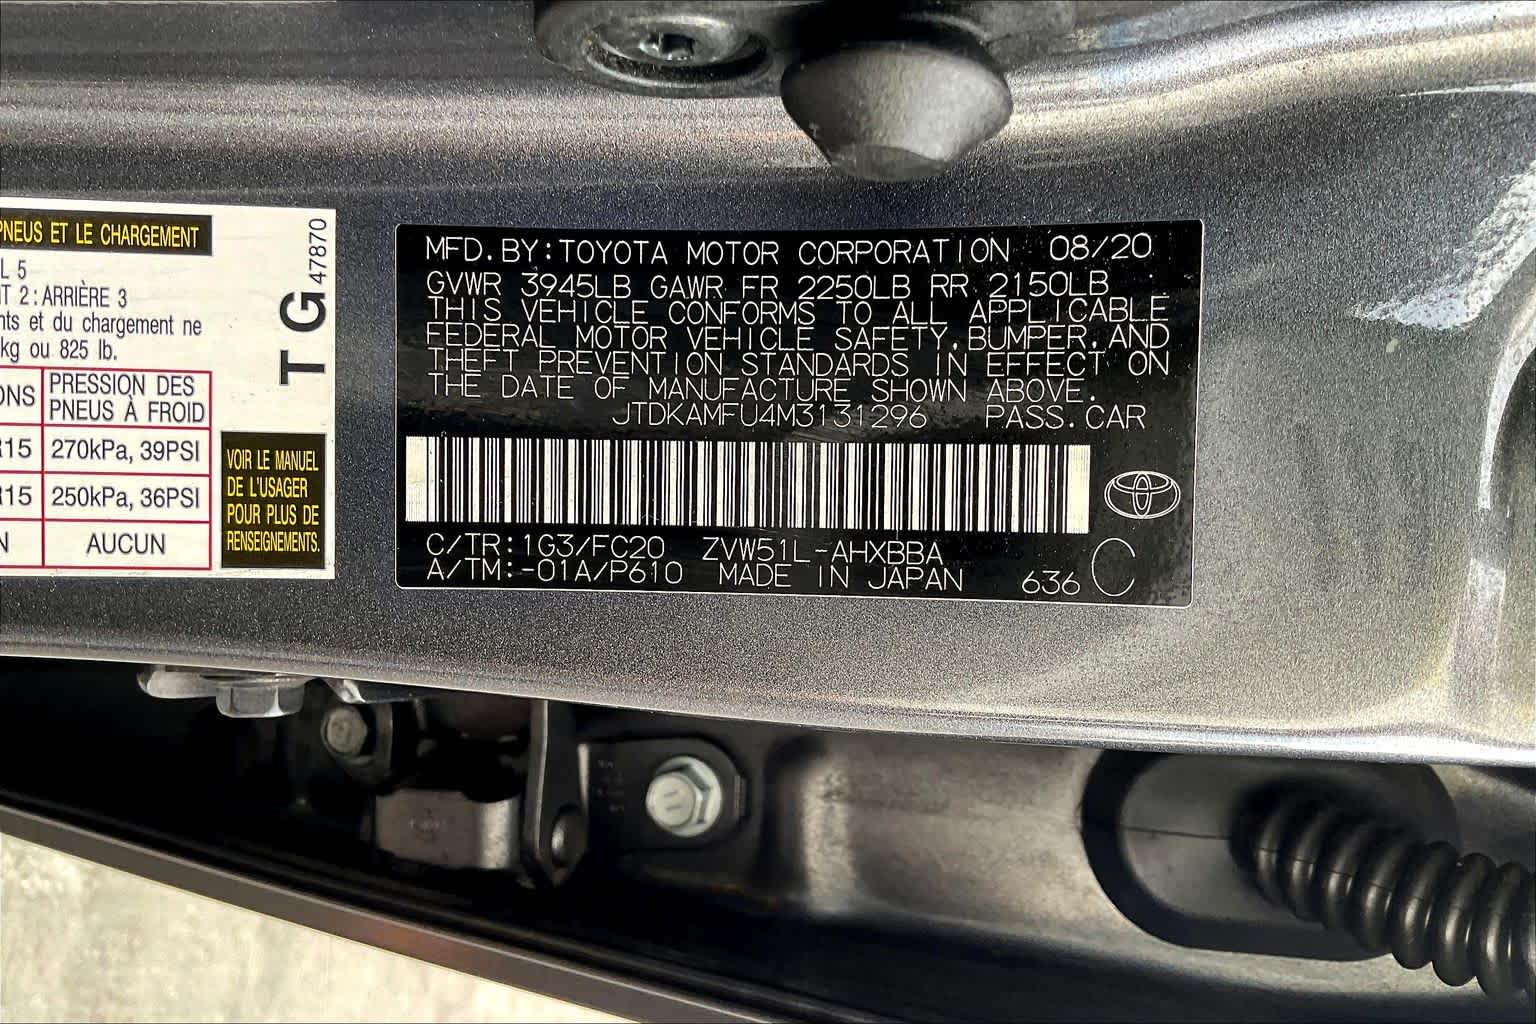 PNEUS ET LE CHARGEMENT
L 5
T 2 : ARRIÈRE 3
nts et du chargement ne
kg ou 825 lb.
ONS PRESSION DES
PNEUS À FROID
R15 270kPa, 39PSI
R15 250kPa, 36PSI
N AUCUN
T G 47870
VOIR LE MANUEL
DE L'USAGER
POUR PLUS DE
RENSEIGNEMENTS.
MFD. BY: TOYOTA MOTOR CORPORATION 08/20
GVWR 3945LB GAWR FR 2250LB RR 2150LB
THIS VEHICLE CONFORMS TO ALL APPLICABLE
FEDERAL MOTOR VEHICLE SAFETY, BUMPER, AND
THEFT PREVENTION STANDARDS IN EFFECT ON
THE DATE OF MANUFACTURE SHOWN ABOVE.
JTDKAMFU4M3131296 PASS. CAR
C/TR: 1G3/FC20 ZVW51L-AHXBBA
A/TM: -01A/P610 MADE IN JAPAN 636 C